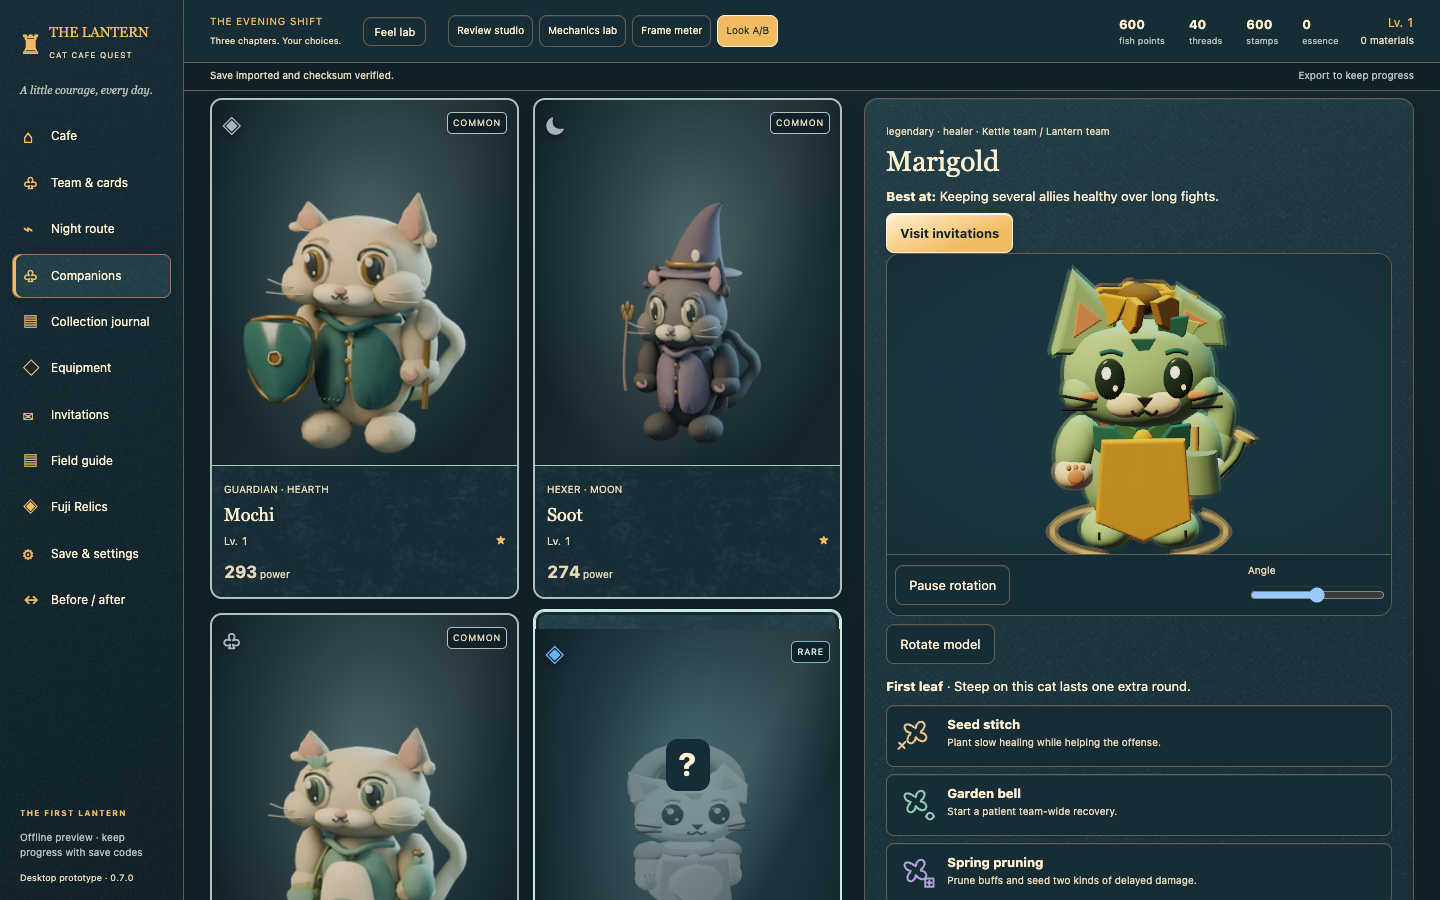 THE LANTERN
CAT CAFE QUEST
A little courage, every day.
Cafe
Team & cards
Night route
Companions
Collection journal
Equipment
Invitations
Field guide
Fuji Relics
Save & settings
Before / after
THE FIRST LANTERN
Offline preview · keep
progress with save codes
Desktop prototype · 0.7.0
THE EVENING SHIFT
Three chapters. Your choices.
Feel lab
Review studio
Mechanics lab
Frame meter
Look A/B
600
fish points
40
threads
600
stamps
0
essence
Lv. 1
0 materials
Save imported and checksum verified.
Export to keep progress
COMMON
GUARDIAN · HEARTH
Mochi
Lv. 1
293 power
COMMON
HEXER · MOON
Soot
Lv. 1
274 power
COMMON
RARE
?
legendary · healer · Kettle team / Lantern team
Marigold
Best at: Keeping several allies healthy over long fights.
Visit invitations
Pause rotation
Angle
Rotate model
First leaf · Steep on this cat lasts one extra round.
Seed stitch
Plant slow healing while helping the offense.
Garden bell
Start a patient team-wide recovery.
Spring pruning
Prune buffs and seed two kinds of delayed damage.